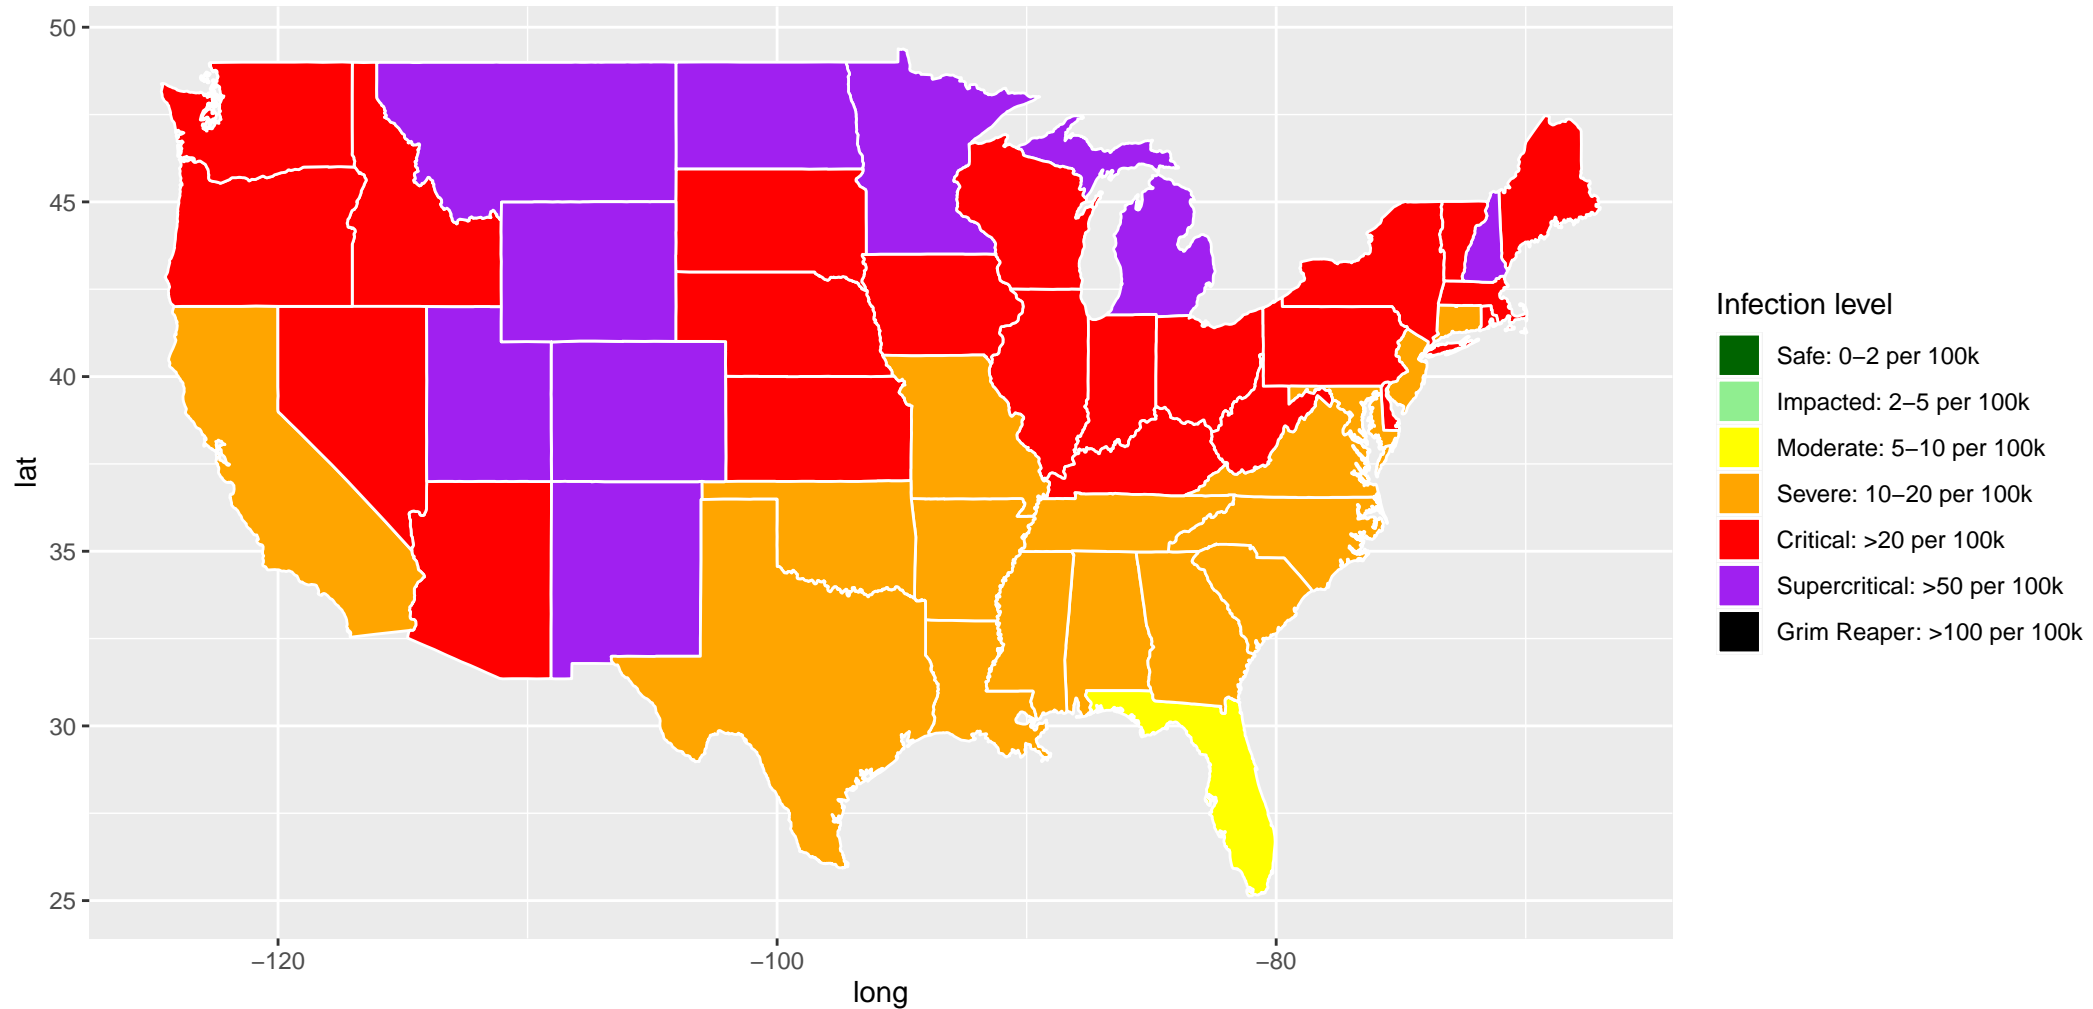 50
45
40
35
30
25
lat
−120
−100
−80
long
Infection level
Safe: 0−2 per 100k
Impacted: 2−5 per 100k
Moderate: 5−10 per 100k
Severe: 10−20 per 100k
Critical: >20 per 100k
Supercritical: >50 per 100k
Grim Reaper: >100 per 100k